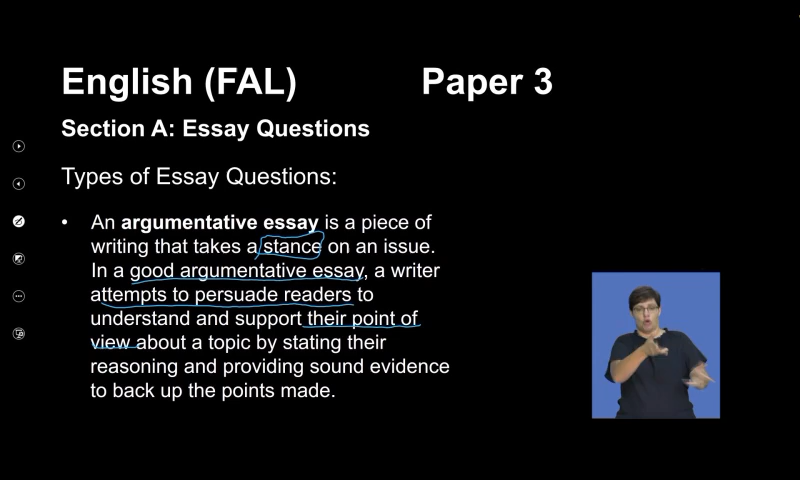 English (FAL) Paper 3
Section A: Essay Questions
Types of Essay Questions:
• An argumentative essay is a piece of
writing that takes a stance on an issue.
In a good argumentative essay, a writer
attempts to persuade readers to
understand and support their point of
view about a topic by stating their
reasoning and providing sound evidence
to back up the points made.